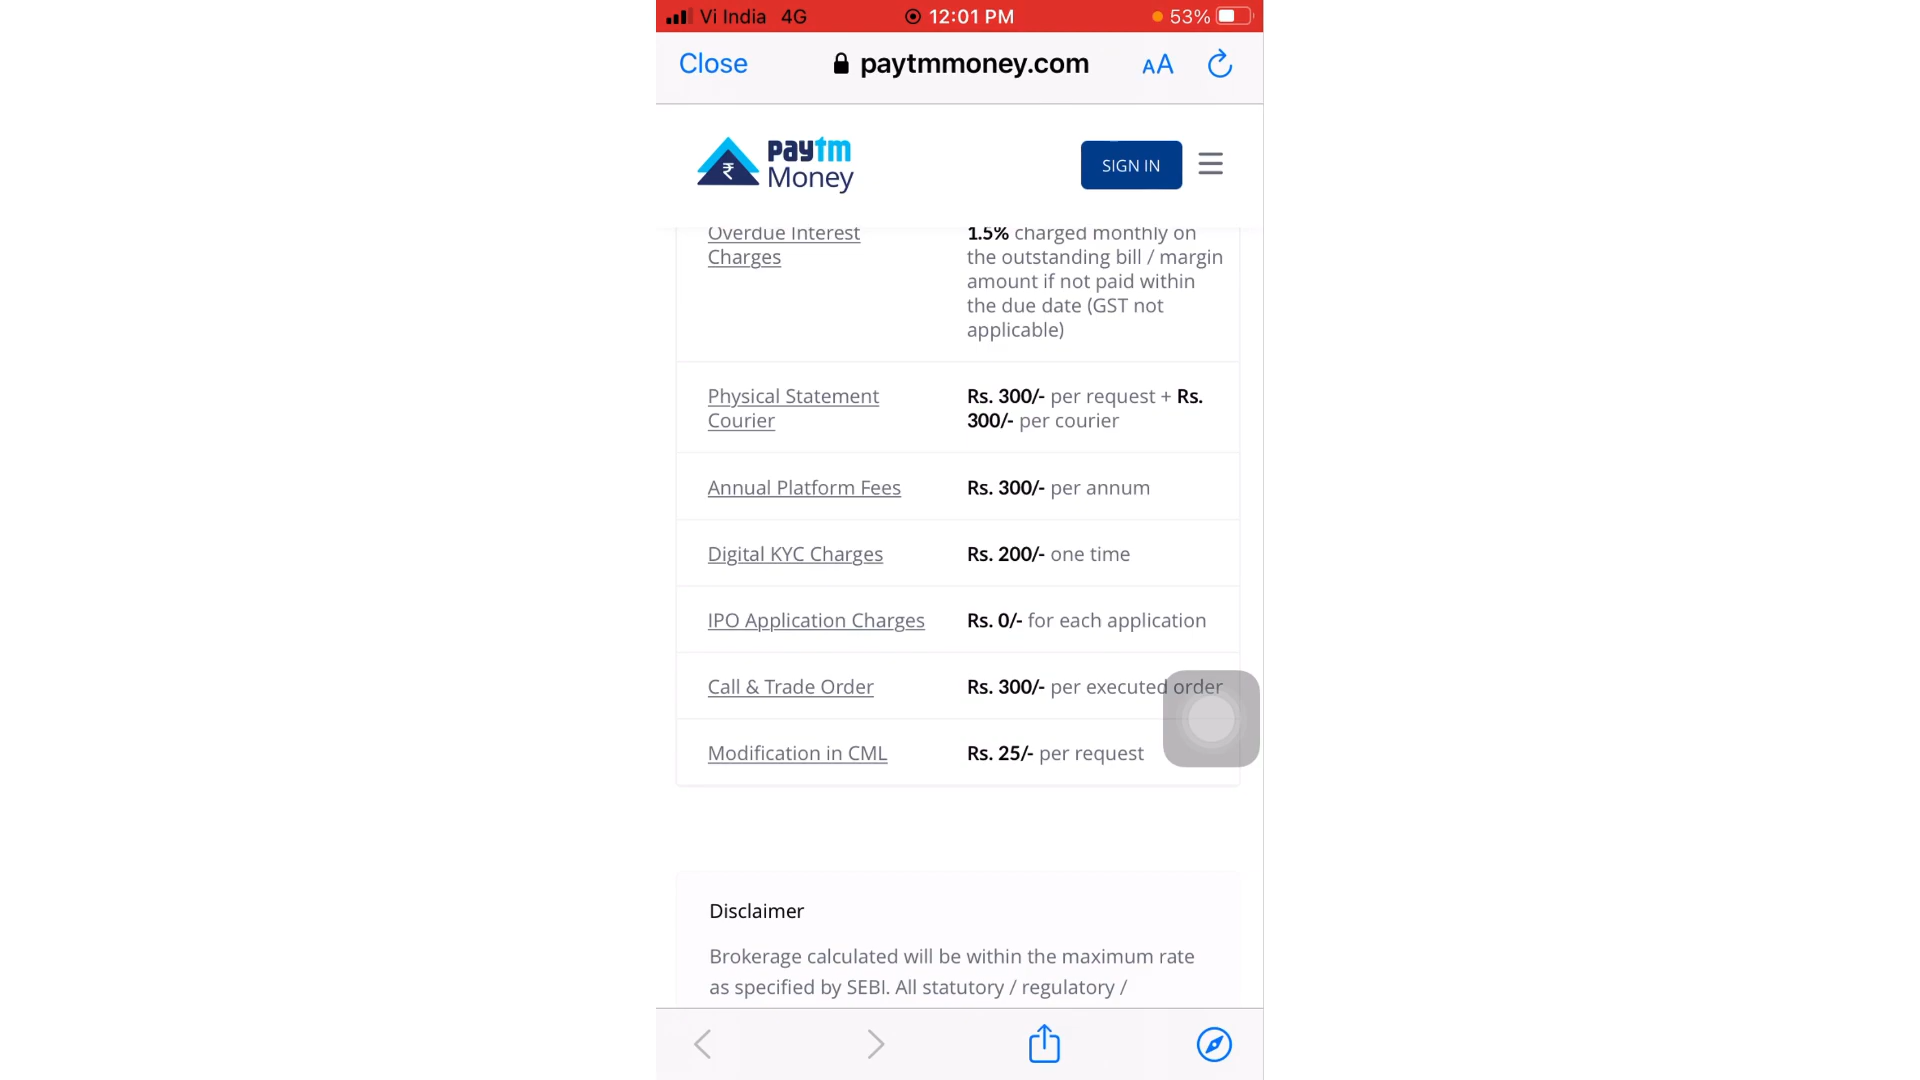 Vi India 4G 12:01 PM 53%
Close paytmmoney.com AA
paytm
Money
SIGN IN
₹
Overdue Interest
Charges
1.5% charged monthly on
the outstanding bill / margin
amount if not paid within
the due date (GST not
applicable)
Physical Statement
Courier
Rs. 300/- per request + Rs.
300/- per courier
Annual Platform Fees
Rs. 300/- per annum
Digital KYC Charges
Rs. 200/- one time
IPO Application Charges
Rs. 0/- for each application
Call & Trade Order
Rs. 300/- per executed order
Modification in CML
Rs. 25/- per request
Disclaimer
Brokerage calculated will be within the maximum rate
as specified by SEBI. All statutory / regulatory /